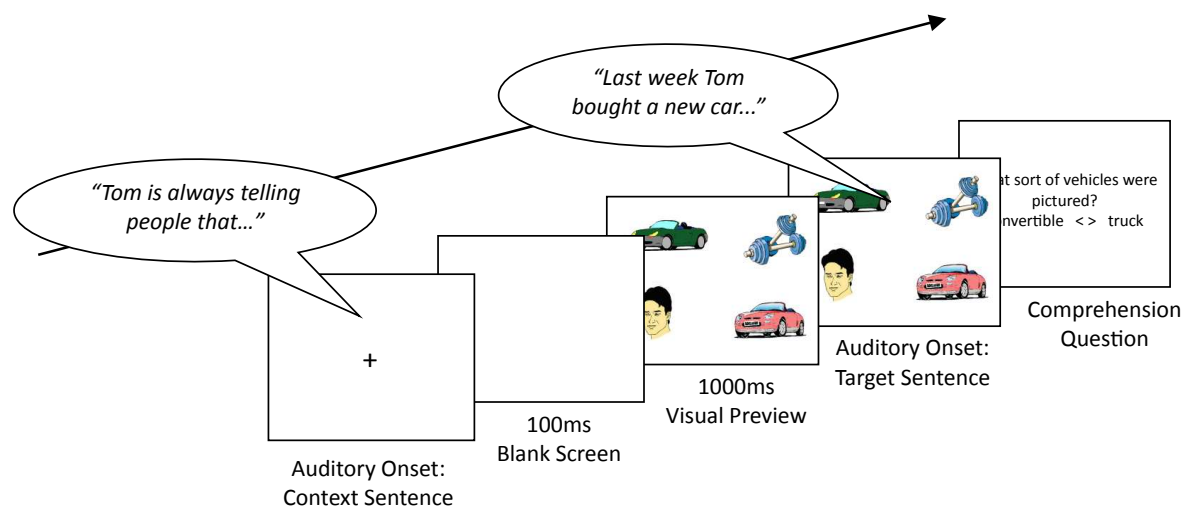 “Last week Tom
bought a new car...”
“Tom is always telling
people that...”
+
at sort of vehicles were
pictured?
nvertible <> truck
Comprehension
Question
Auditory Onset:
Target Sentence
1000ms
Visual Preview
100ms
Blank Screen
Auditory Onset:
Context Sentence